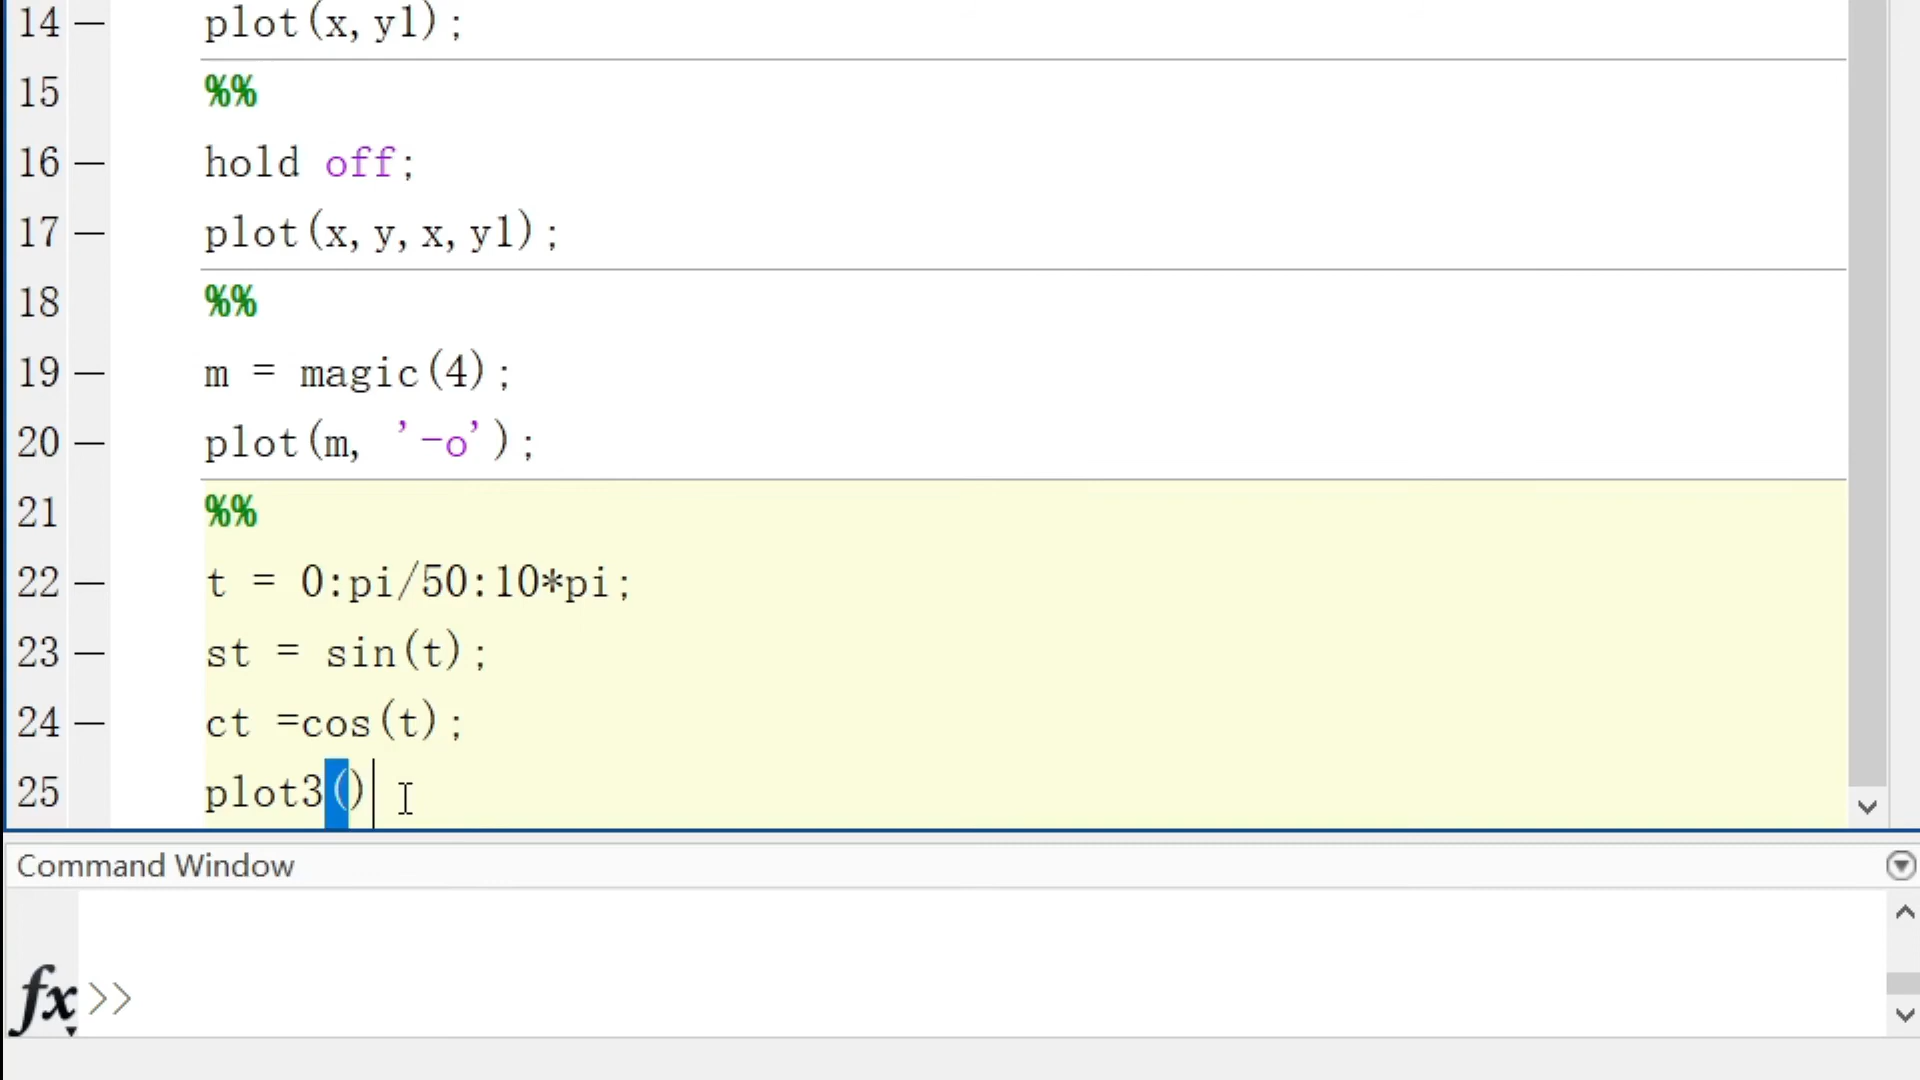 14 — plot(x,y1);
15 %%
16 — hold off;
17 — plot(x,y,x,y1);
18 %%
19 — m = magic(4);
20 — plot(m, '-o');
21 %%
22 — t = 0:pi/50:10*pi;
23 — st = sin(t);
24 — ct =cos(t);
25 plot3()
Command Window
fx >>